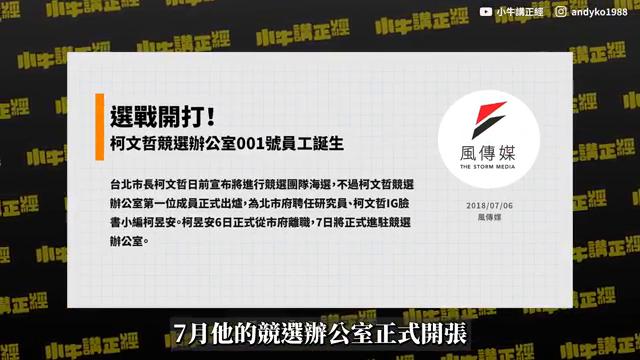 小牛講正經
andyko1988
選戰開打！
柯文哲競選辦公室001號員工誕生
台北市長柯文哲日前宣布將進行競選團隊海選，不過柯文哲競選
辦公室第一位成員正式出爐，為北市府聘任研究員、柯文哲IG臉
書小編柯昱安。柯昱安6日正式從市府離職，7日將正式進駐競選
辦公室。
風傳媒
THE STORM MEDIA
2018/07/06
風傳媒
7月他的競選辦公室正式開張